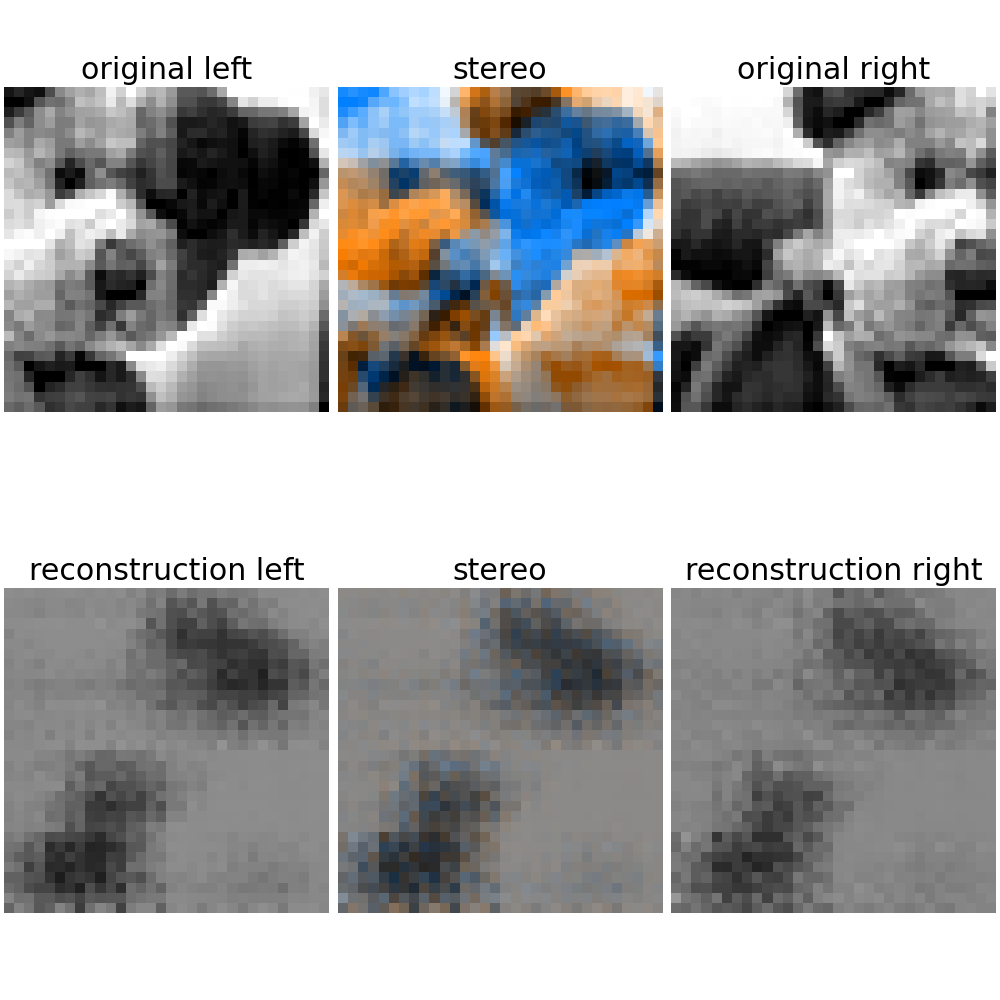 original left
stereo
original right
reconstruction left
stereo
reconstruction right